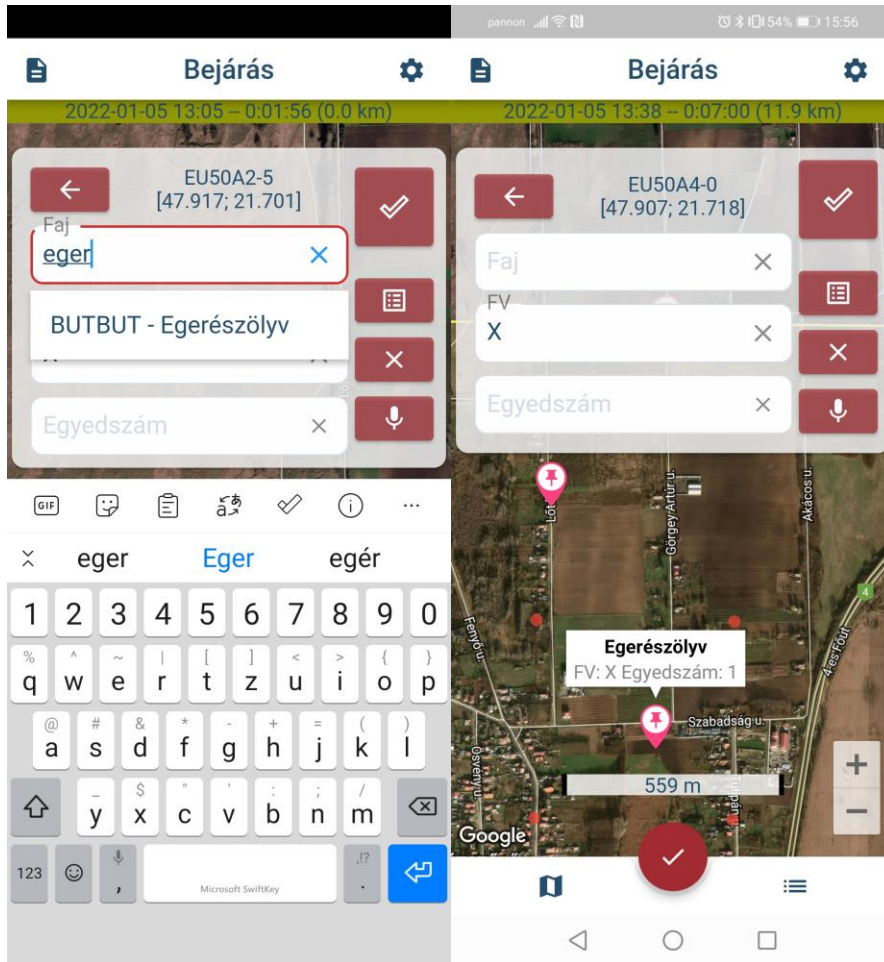 Bejárás
2022-01-05 13:05 -- 0:01:56 (0.0 km)
EU50A2-5
[47.917; 21.701]
Faj
eger
BUTBUT - Egerészölyv
Egyedszám
GIF
eger Eger egér
1 2 3 4 5 6 7 8 9 0
% ^ ~ | [ ] < > { }
q w e r t z u i o p
@ # & * - + = ( )
a s d f g h j k l
_ $ " ' : ; /
y x c v b n m
123 , Microsoft SwiftKey ,!? .
pannon 54% 15:56
Bejárás
2022-01-05 13:38 -- 0:07:00 (11.9 km)
EU50A4-0
[47.907; 21.718]
Faj
FV
X
Egyedszám
Görgey Artúr u.
Akácos u.
4
Fenyő u.
4-es Főút
Egerészölyv
FV: X Egyedszám: 1
Szabadság u.
Ösvény u.
Tulipán u.
559 m
+
−
Google